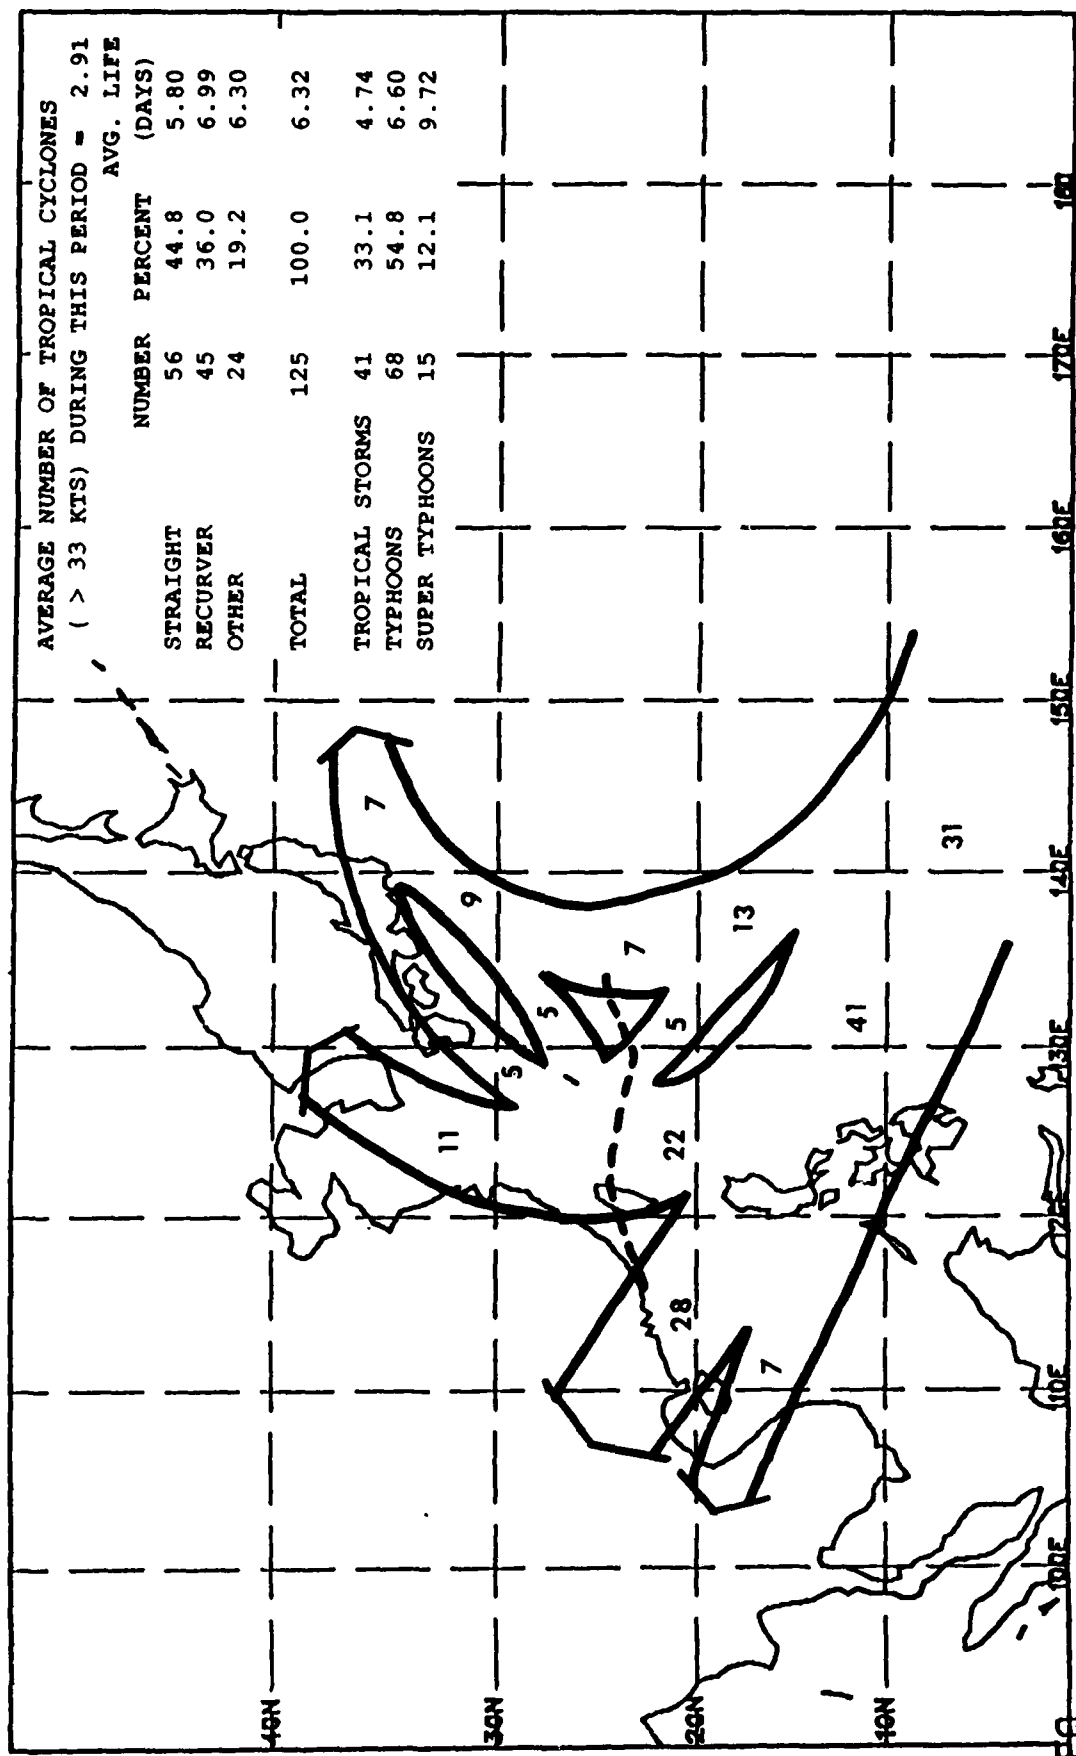 AVERAGE NUMBER OF TROPICAL CYCLONES
( > 33 KTS) DURING THIS PERIOD = 2.91
AVG. LIFE
NUMBER PERCENT (DAYS)
STRAIGHT 56 44.8 5.80
RECURVER 45 36.0 6.99
OTHER 24 19.2 6.30
TOTAL 125 100.0 6.32
TROPICAL STORMS 41 33.1 4.74
TYPHOONS 68 54.8 6.60
SUPER TYPHOONS 15 12.1 9.72
40N
30N
20N
10N
7
9
11
5
5
7
5
13
22
28
7
41
31
100E
110E
120E
130E
140E
150E
160E
170E
180